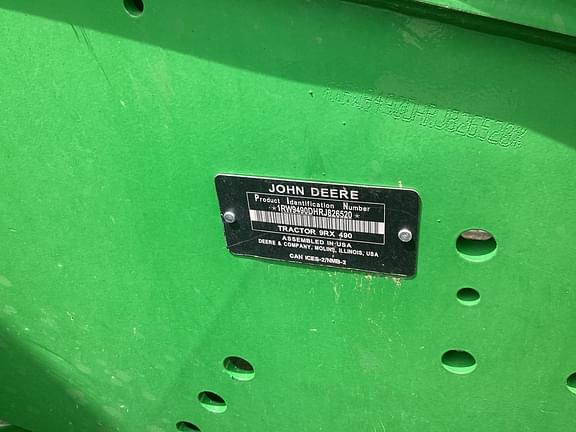 JOHN DEERE
Product Identification Number
*1RW9490DHRJ826520*
TRACTOR 9RX 490
ASSEMBLED IN USA
DEERE & COMPANY, MOLINE, ILLINOIS, USA
CAN ICES-2/NMB-2